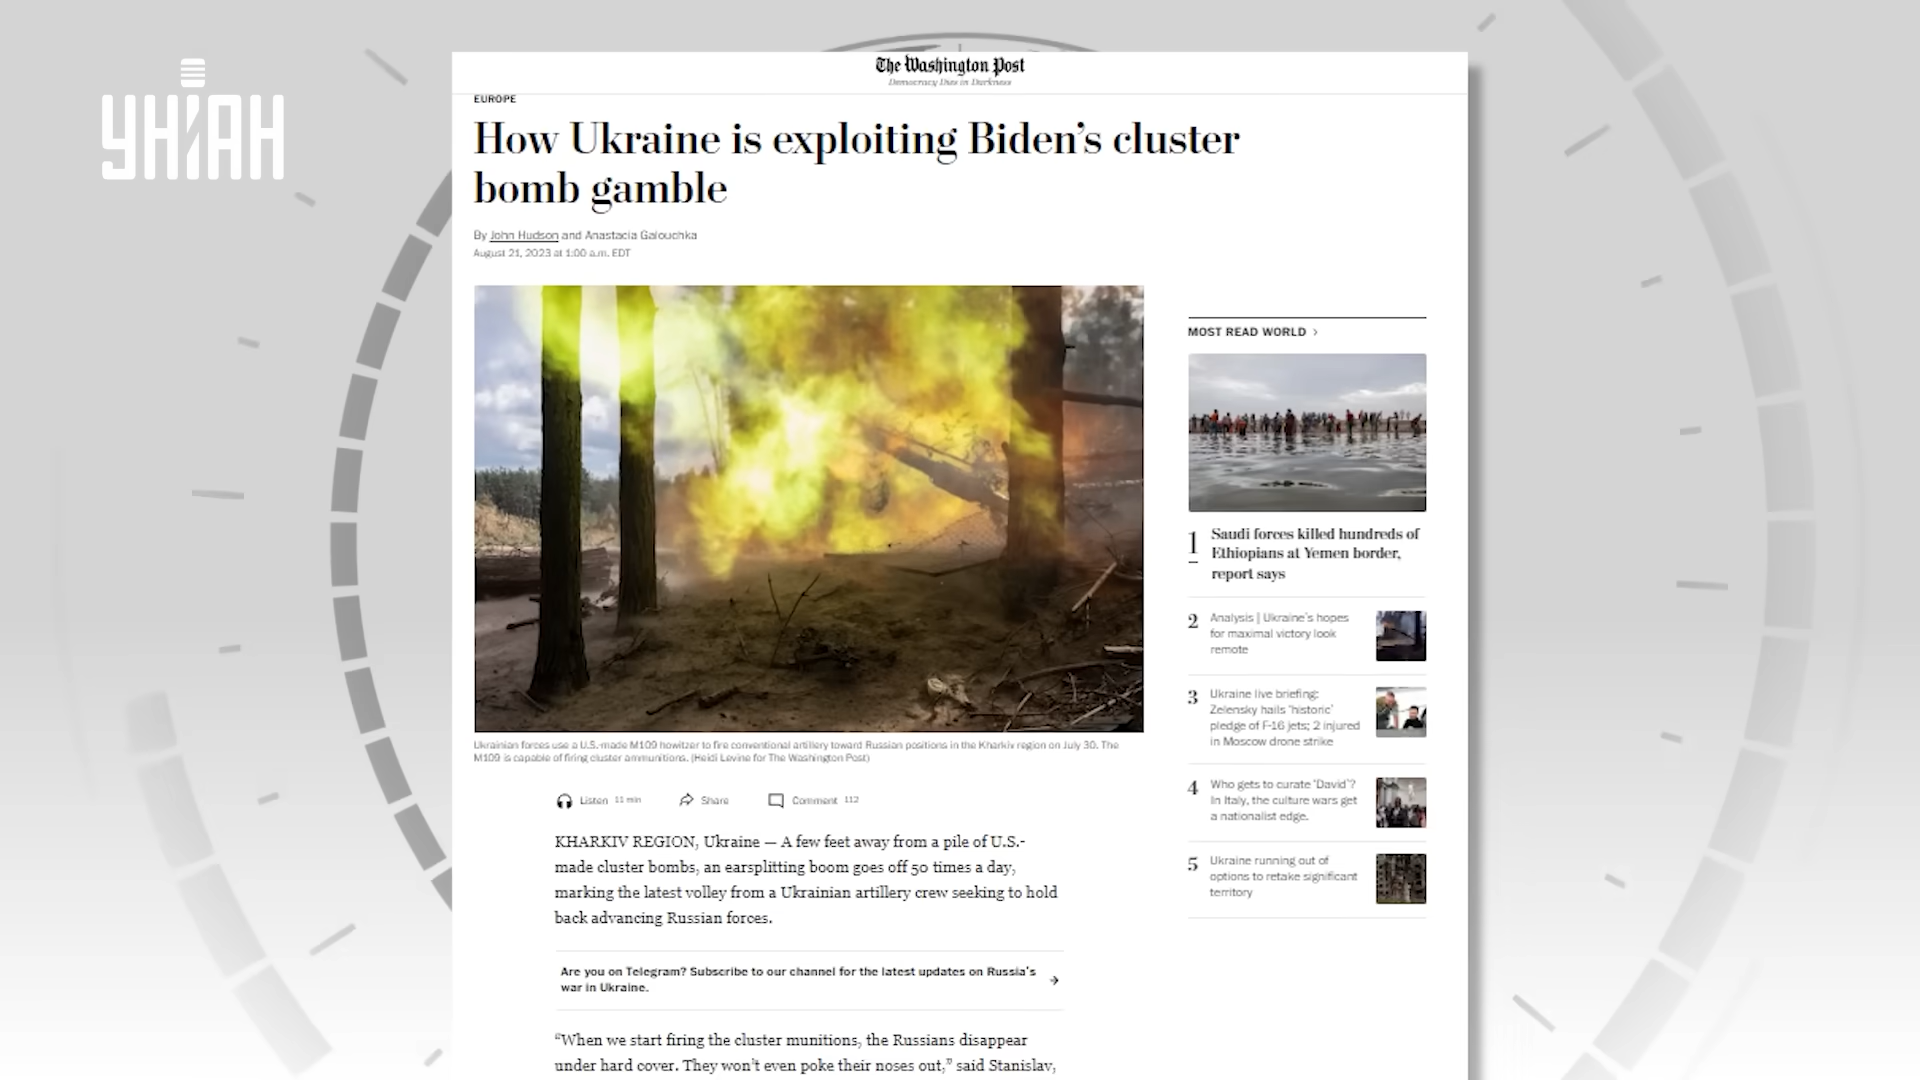 УНІАН
The Washington Post
Democracy Dies in Darkness
EUROPE
How Ukraine is exploiting Biden’s cluster
bomb gamble
By John Hudson and Anastacia Galouchka
August 21, 2023 at 1:00 a.m. EDT
Ukrainian forces use a U.S.-made M109 howitzer to fire conventional artillery toward Russian positions in the Kharkiv region on July 30. The
M109 is capable of firing cluster ammunitions. (Heidi Levine for The Washington Post)
Listen 11 min
Share
Comment 112
KHARKIV REGION, Ukraine — A few feet away from a pile of U.S.-
made cluster bombs, an earsplitting boom goes off 50 times a day,
marking the latest volley from a Ukrainian artillery crew seeking to hold
back advancing Russian forces.
Are you on Telegram? Subscribe to our channel for the latest updates on Russia’s
war in Ukraine.
“When we start firing the cluster munitions, the Russians disappear
under hard cover. They won’t even poke their noses out,” said Stanislav,
MOST READ WORLD
1 Saudi forces killed hundreds of
Ethiopians at Yemen border,
report says
2 Analysis | Ukraine’s hopes
for maximal victory look
remote
3 Ukraine live briefing:
Zelensky hails ‘historic’
pledge of F-16 jets; 2 injured
in Moscow drone strike
4 Who gets to curate ‘David’?
In Italy, the culture wars get
a nationalist edge.
5 Ukraine running out of
options to retake significant
territory